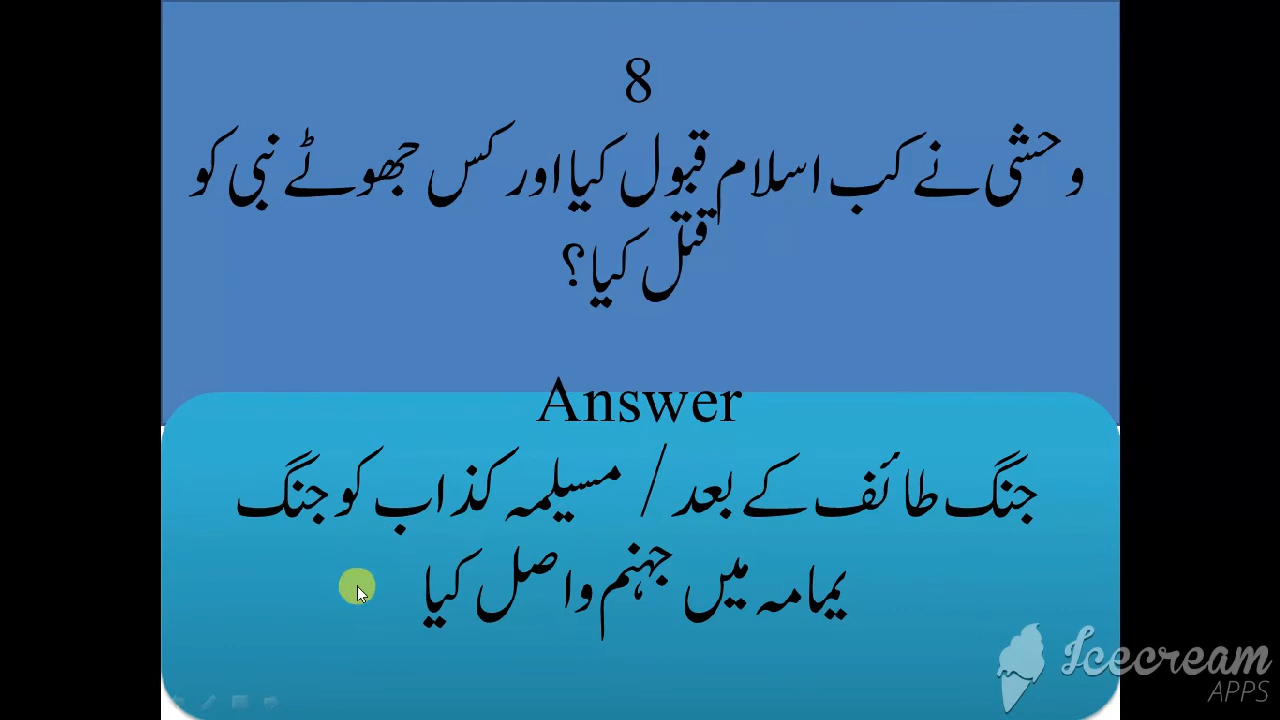 8
وحشی نے کب اسلام قبول کیا اور کس جھوٹے نبی کو
قتل کیا؟
Answer
جنگ طائف کے بعد / مسیلمہ کذاب کو جنگ
یمامہ میں جہنم واصل کیا
Icecream
APPS